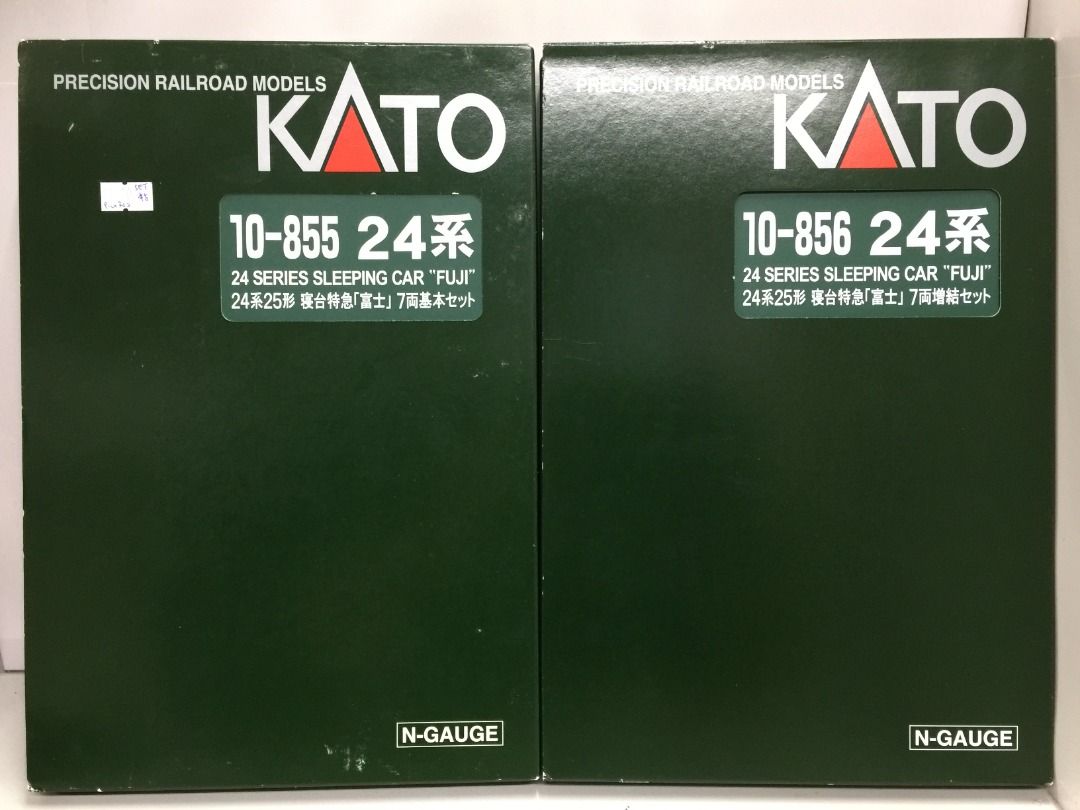 PRECISION RAILROAD MODELS
KATO
SET
10-855 24系
24 SERIES SLEEPING CAR "FUJI"
24系25形 寝台特急「富士」7両基本セット
N-GAUGE
PRECISION RAILROAD MODELS
KATO
10-856 24系
24 SERIES SLEEPING CAR "FUJI"
24系25形 寝台特急「富士」7両増結セット
N-GAUGE